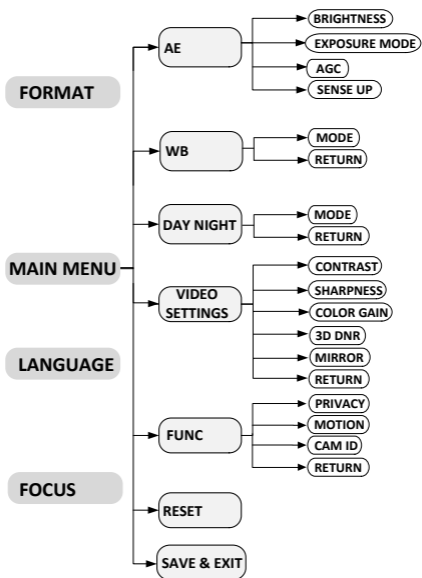 FORMAT
MAIN MENU
LANGUAGE
FOCUS
AE
BRIGHTNESS
EXPOSURE MODE
AGC
SENSE UP
WB
MODE
RETURN
DAY NIGHT
MODE
RETURN
VIDEO
SETTINGS
CONTRAST
SHARPNESS
COLOR GAIN
3D DNR
MIRROR
RETURN
FUNC
PRIVACY
MOTION
CAM ID
RETURN
RESET
SAVE & EXIT